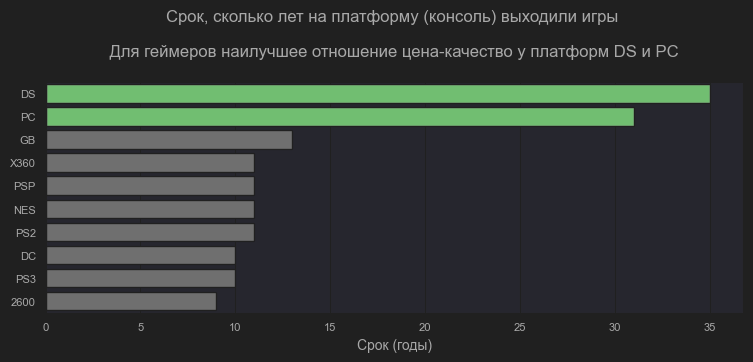 Срок, сколько лет на платформу (консоль) выходили игры
Для геймеров наилучшее отношение цена-качество у платформ DS и PC
DS
PC
GB
X360
PSP
NES
PS2
DC
PS3
2600
0 5 10 15 20 25 30 35
Срок (годы)